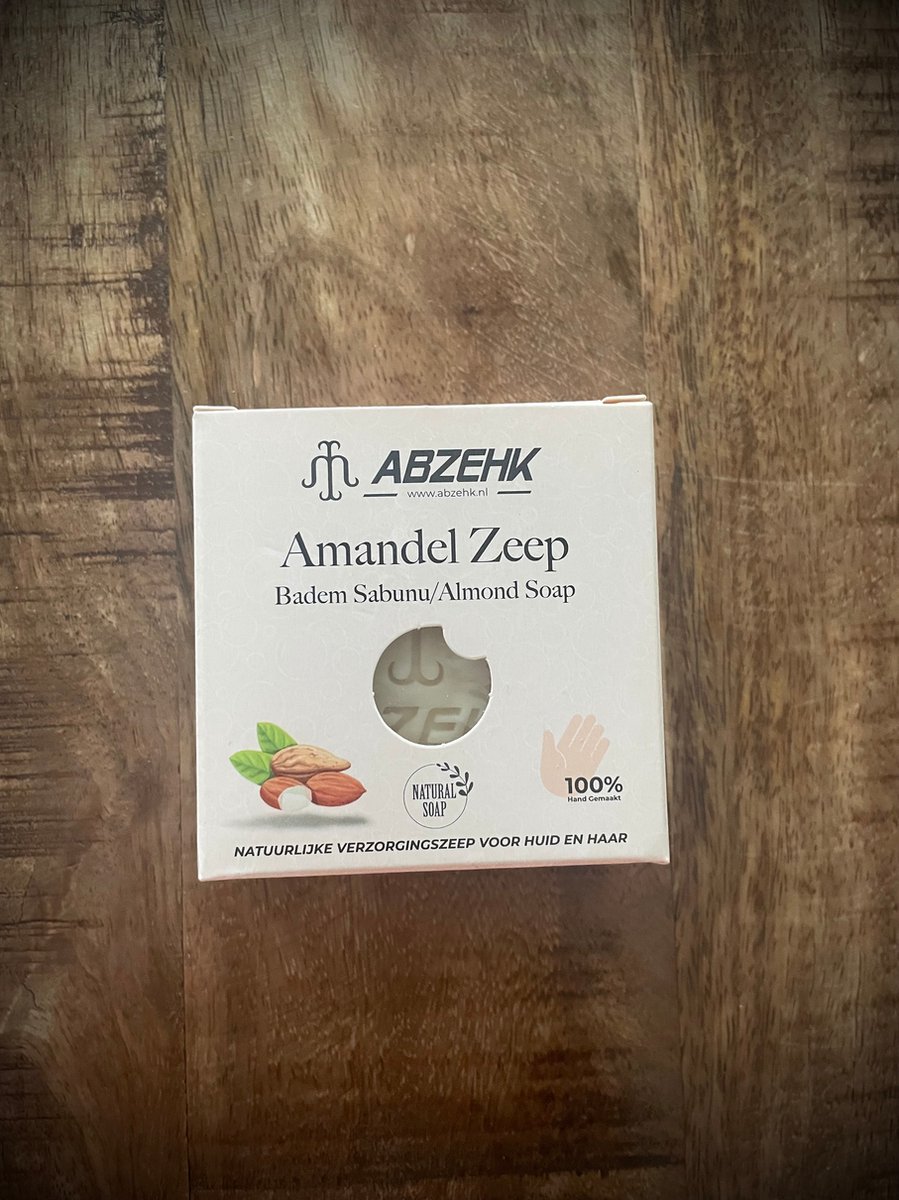 ABZEHK
www.abzehk.nl
Amandel Zeep
Badem Sabunu/Almond Soap
ZEH
NATURAL
SOAP
100%
Hand Gemaakt
NATUURLIJKE VERZORGINGSZEEP VOOR HUID EN HAAR